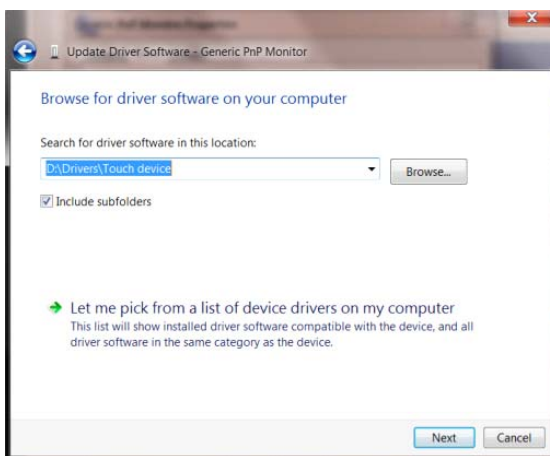 Update Driver Software - Generic PnP Monitor
Browse for driver software on your computer
Search for driver software in this location:
D:\Drivers\Touch device
Browse...
Include subfolders
Let me pick from a list of device drivers on my computer
This list will show installed driver software compatible with the device, and all
driver software in the same category as the device.
Next
Cancel